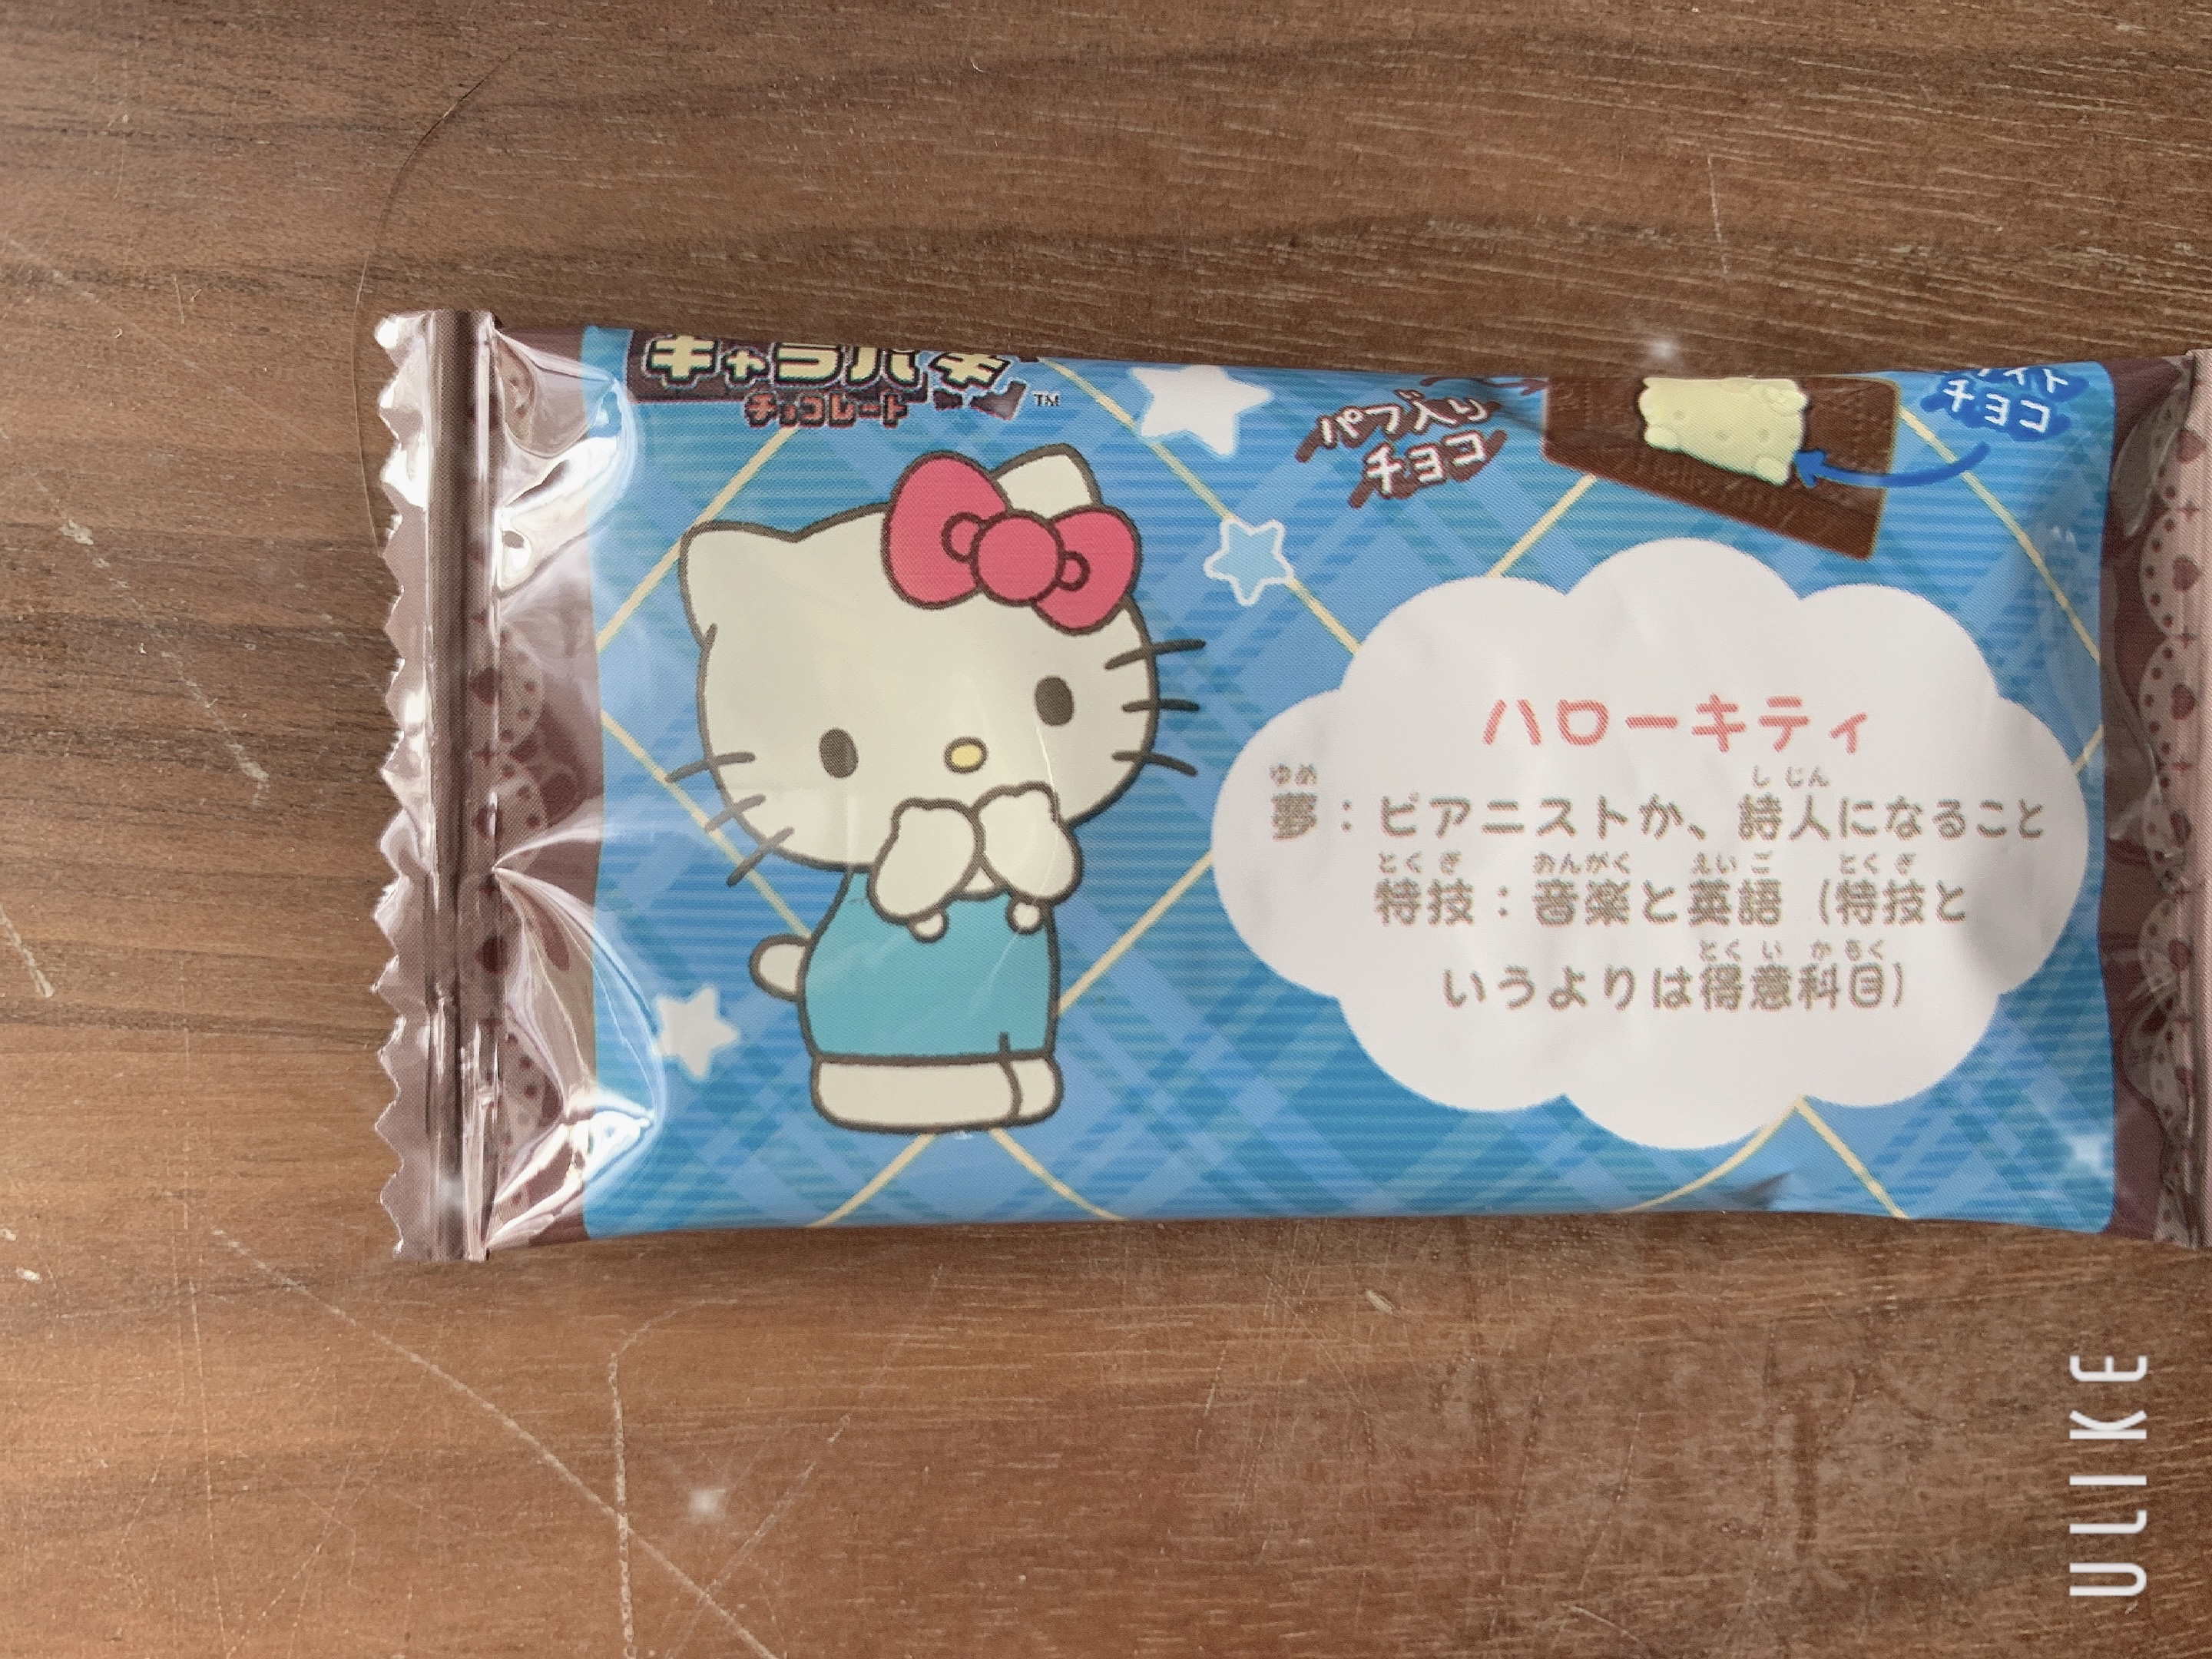 キャラパキ
チョコレート
TM
パフ入り
チョコ
チョコ
ハローキティ
ゆめ しじん
夢：ピアニストか、詩人になること
とくぎ おんがく えいご とくぎ
特技：音楽と英語（特技と
とくい かもく
いうよりは得意科目）
ULIKE